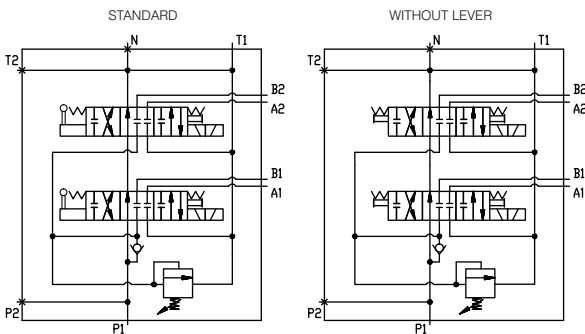 STANDARD
WITHOUT LEVER
N
T1
T2
B2
A2
B1
A1
P2
P1
N
T1
T2
B2
A2
B1
A1
P2
P1